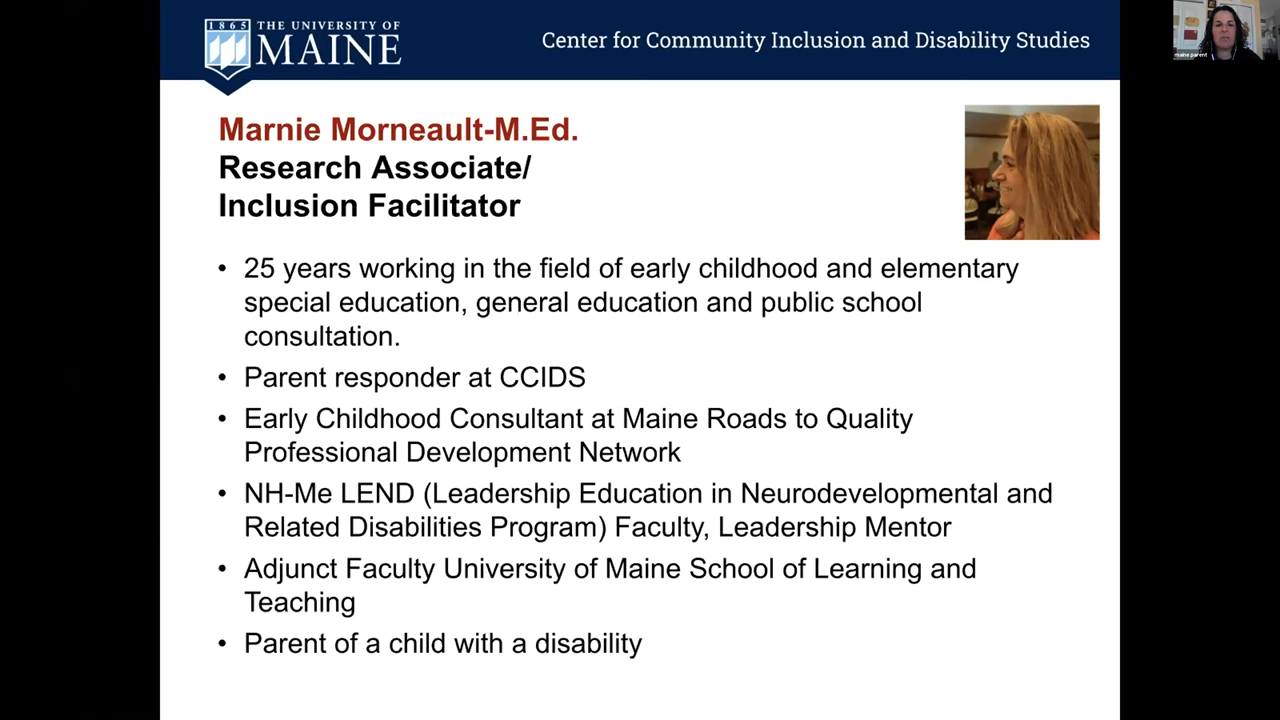 1865
THE UNIVERSITY OF
MAINE
Center for Community Inclusion and Disability Studies
maine parent
Marnie Morneault-M.Ed.
Research Associate/
Inclusion Facilitator
• 25 years working in the field of early childhood and elementary
special education, general education and public school
consultation.
• Parent responder at CCIDS
• Early Childhood Consultant at Maine Roads to Quality
Professional Development Network
• NH-Me LEND (Leadership Education in Neurodevelopmental and
Related Disabilities Program) Faculty, Leadership Mentor
• Adjunct Faculty University of Maine School of Learning and
Teaching
• Parent of a child with a disability